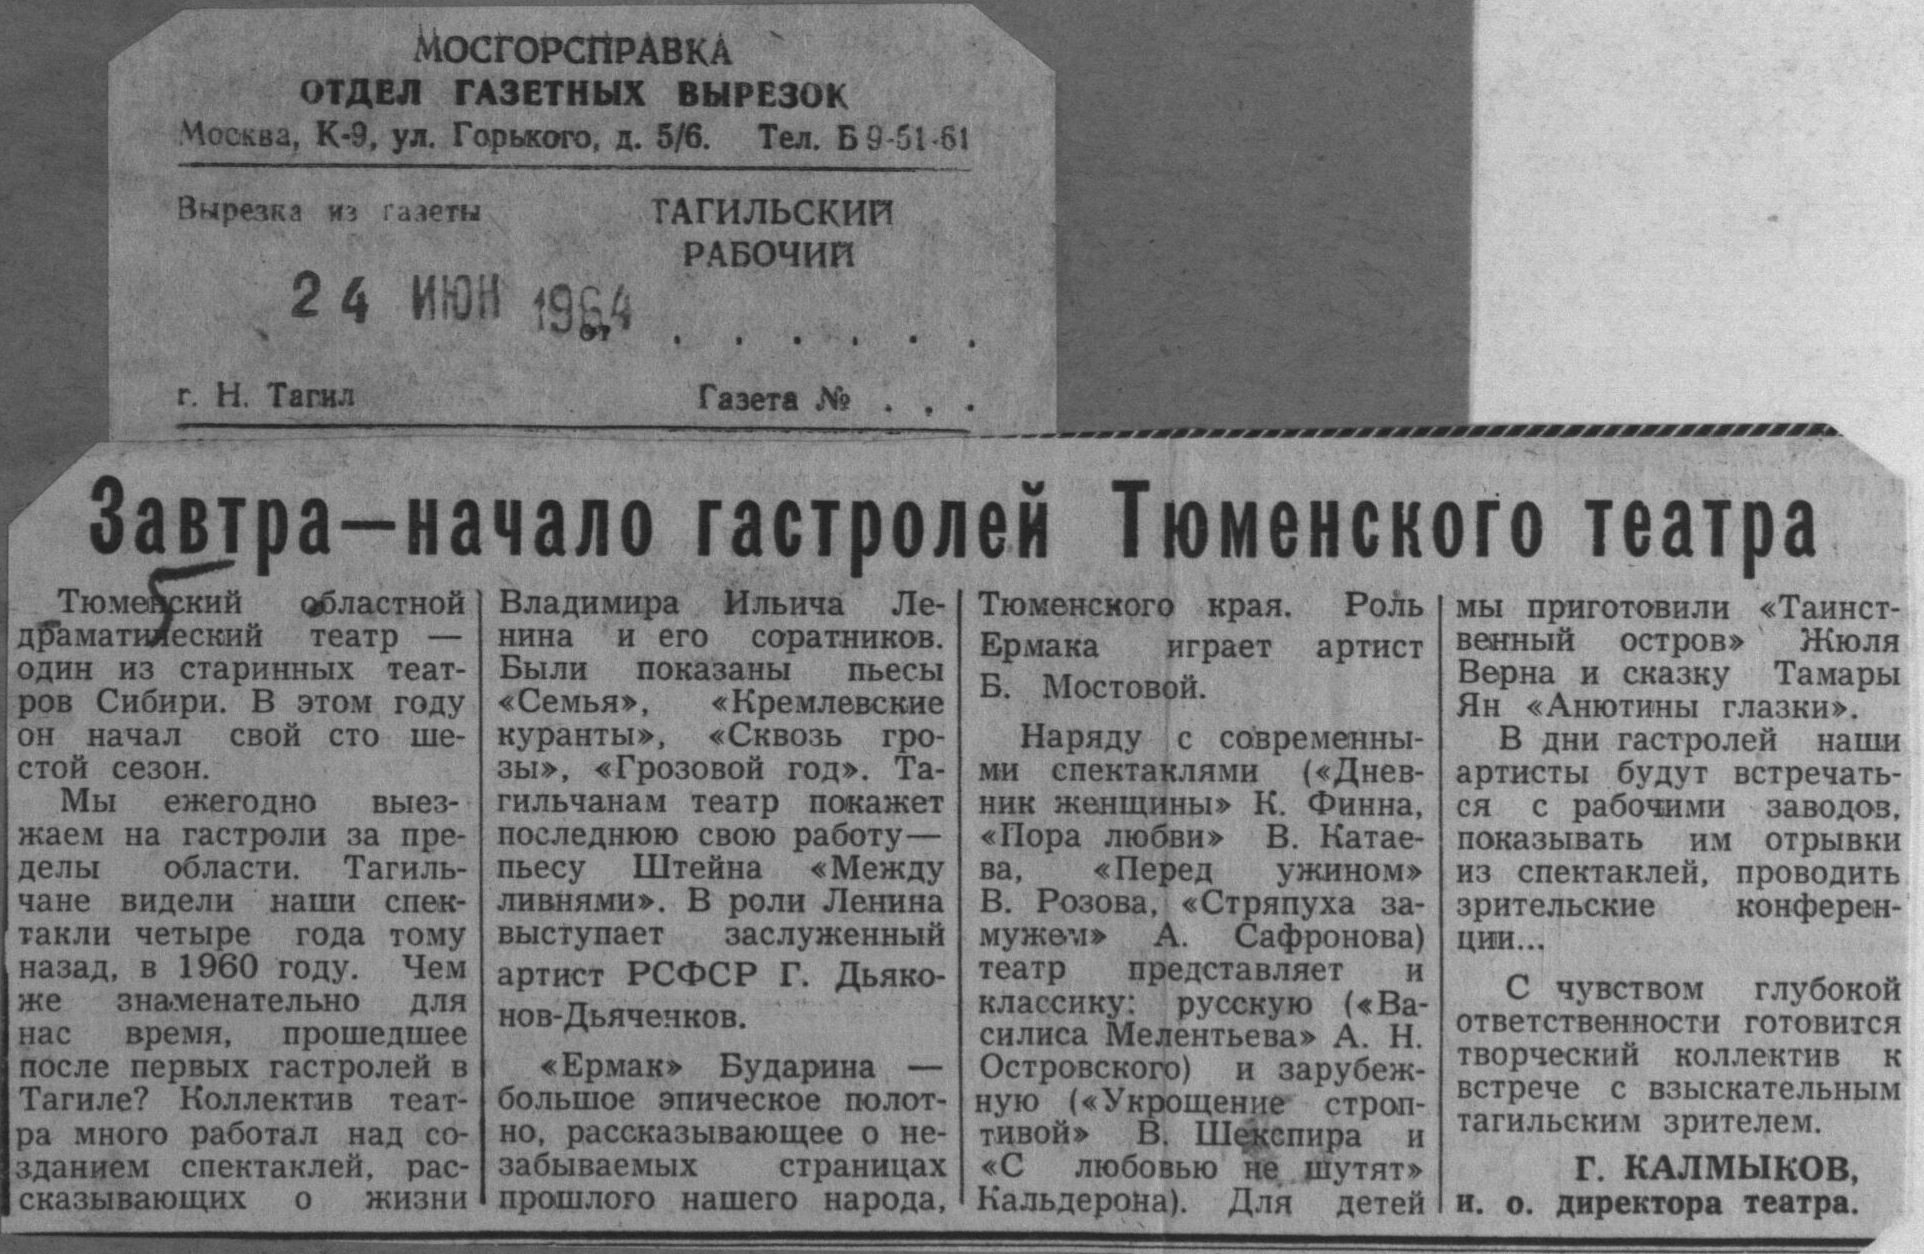 МОСГОРСПРАВКА
ОТДЕЛ ГАЗЕТНЫХ ВЫРЕЗОК
Москва, К-9, ул. Горького, д. 5/6. Тел. Б 9-51-61
Вырезка из газеты
ТАГИЛЬСКИЙ
РАБОЧИЙ
24 ИЮН 1964
от . . . . . .
г. Н. Тагил Газета № . . .
Завтра—начало гастролей Тюменского театра
Тюменский областной
драматический театр —
один из старинных теат-
ров Сибири. В этом году
он начал свой сто ше-
стой сезон.
Мы ежегодно выез-
жаем на гастроли за пре-
делы области. Тагиль-
чане видели наши спек-
такли четыре года тому
назад, в 1960 году. Чем
же знаменательно для
нас время, прошедшее
после первых гастролей в
Тагиле? Коллектив теат-
ра много работал над со-
зданием спектаклей, рас-
сказывающих о жизни
Владимира Ильича Ле-
нина и его соратников.
Были показаны пьесы
«Семья», «Кремлевские
куранты», «Сквозь гро-
зы», «Грозовой год». Та-
гильчанам театр покажет
последнюю свою работу—
пьесу Штейна «Между
ливнями». В роли Ленина
выступает заслуженный
артист РСФСР Г. Дьяко-
нов-Дьяченков.
«Ермак» Бударина —
большое эпическое полот-
но, рассказывающее о не-
забываемых страницах
прошлого нашего народа,
Тюменского края. Роль
Ермака играет артист
Б. Мостовой.
Наряду с современны-
ми спектаклями («Днев-
ник женщины» К. Финна,
«Пора любви» В. Катае-
ва, «Перед ужином»
В. Розова, «Стряпуха за-
мужем» А. Сафронова)
театр представляет и
классику: русскую («Ва-
силиса Мелентьева» А. Н.
Островского) и зарубеж-
ную («Укрощение строп-
тивой» В. Шекспира и
«С любовью не шутят»
Кальдерона). Для детей
мы приготовили «Таинст-
венный остров» Жюля
Верна и сказку Тамары
Ян «Анютины глазки».
В дни гастролей наши
артисты будут встречать-
ся с рабочими заводов,
показывать им отрывки
из спектаклей, проводить
зрительские конферен-
ции...
С чувством глубокой
ответственности готовится
творческий коллектив к
встрече с взыскательным
тагильским зрителем.
Г. КАЛМЫКОВ,
и. о. директора театра.